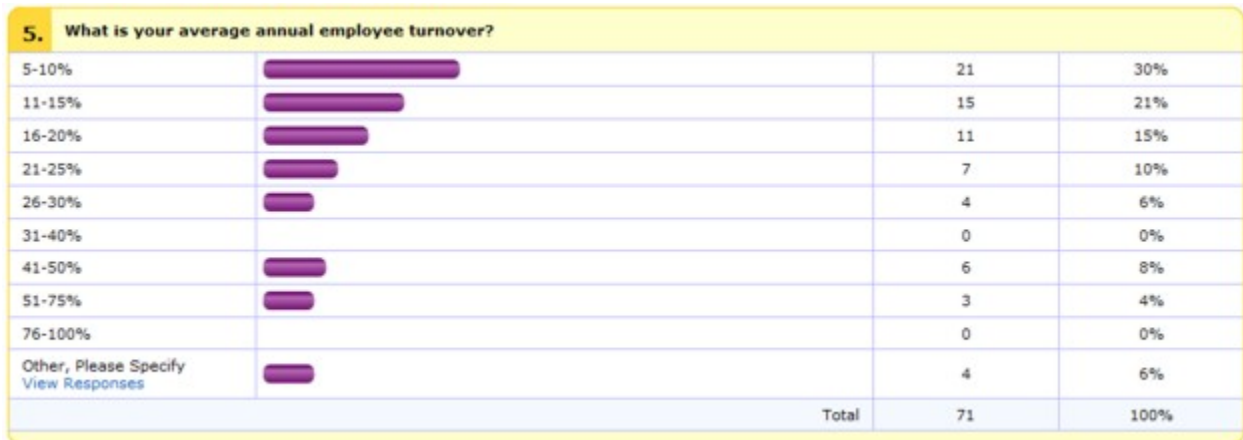 5. What is your average annual employee turnover?
5-10% 21 30%
11-15% 15 21%
16-20% 11 15%
21-25% 7 10%
26-30% 4 6%
31-40% 0 0%
41-50% 6 8%
51-75% 3 4%
76-100% 0 0%
Other, Please Specify
View Responses 4 6%
Total 71 100%